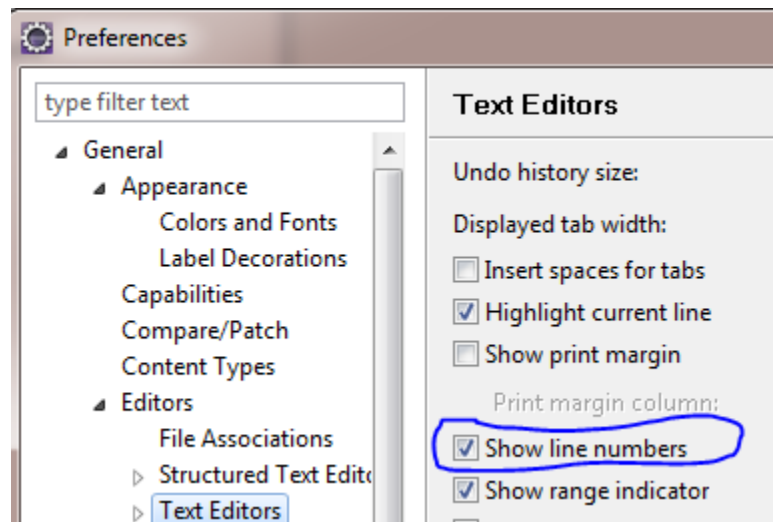 Preferences
type filter text
General
Appearance
Colors and Fonts
Label Decorations
Capabilities
Compare/Patch
Content Types
Editors
File Associations
Structured Text
Text Editors
Text Editors
Undo history size:
Displayed tab width:
Insert spaces for tabs
Highlight current line
Show print margin
Print margin column:
Show line numbers
Show range indicator